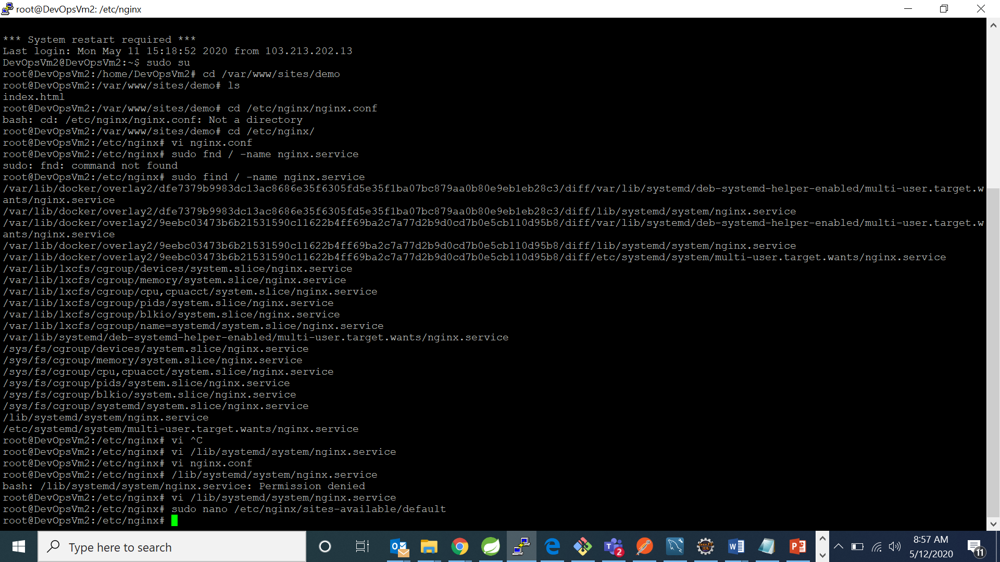 root@DevOpsVm2: /etc/nginx
*** System restart required ***
Last login: Mon May 11 15:18:52 2020 from 103.213.202.13
DevOpsVm2@DevOpsVm2:~$ sudo su
root@DevOpsVm2:/home/DevOpsVm2# cd /var/www/sites/demo
root@DevOpsVm2:/var/www/sites/demo# ls
index.html
root@DevOpsVm2:/var/www/sites/demo# cd /etc/nginx/nginx.conf
bash: cd: /etc/nginx/nginx.conf: Not a directory
root@DevOpsVm2:/var/www/sites/demo# cd /etc/nginx/
root@DevOpsVm2:/etc/nginx# vi nginx.conf
root@DevOpsVm2:/etc/nginx# sudo fnd / -name nginx.service
sudo: fnd: command not found
root@DevOpsVm2:/etc/nginx# sudo find / -name nginx.service
/var/lib/docker/overlay2/dfe7379b9983dc13ac8686e35f6305fd5e35f1ba07bc879aa0b80e9eb1eb28c3/diff/var/lib/systemd/deb-systemd-helper-enabled/multi-user.target.w
ants/nginx.service
/var/lib/docker/overlay2/dfe7379b9983dc13ac8686e35f6305fd5e35f1ba07bc879aa0b80e9eb1eb28c3/diff/lib/systemd/system/nginx.service
/var/lib/docker/overlay2/9eebc03473b6b21531590c11622b4ff69ba2c7a77d2b9d0cd7b0e5cb110d95b8/diff/var/lib/systemd/deb-systemd-helper-enabled/multi-user.target.w
ants/nginx.service
/var/lib/docker/overlay2/9eebc03473b6b21531590c11622b4ff69ba2c7a77d2b9d0cd7b0e5cb110d95b8/diff/lib/systemd/system/nginx.service
/var/lib/docker/overlay2/9eebc03473b6b21531590c11622b4ff69ba2c7a77d2b9d0cd7b0e5cb110d95b8/diff/etc/systemd/system/multi-user.target.wants/nginx.service
/var/lib/lxcfs/cgroup/devices/system.slice/nginx.service
/var/lib/lxcfs/cgroup/memory/system.slice/nginx.service
/var/lib/lxcfs/cgroup/cpu,cpuacct/system.slice/nginx.service
/var/lib/lxcfs/cgroup/pids/system.slice/nginx.service
/var/lib/lxcfs/cgroup/blkio/system.slice/nginx.service
/var/lib/lxcfs/cgroup/name=systemd/system.slice/nginx.service
/var/lib/systemd/deb-systemd-helper-enabled/multi-user.target.wants/nginx.service
/sys/fs/cgroup/devices/system.slice/nginx.service
/sys/fs/cgroup/memory/system.slice/nginx.service
/sys/fs/cgroup/cpu,cpuacct/system.slice/nginx.service
/sys/fs/cgroup/pids/system.slice/nginx.service
/sys/fs/cgroup/blkio/system.slice/nginx.service
/sys/fs/cgroup/systemd/system.slice/nginx.service
/lib/systemd/system/nginx.service
/etc/systemd/system/multi-user.target.wants/nginx.service
root@DevOpsVm2:/etc/nginx# vi ^C
root@DevOpsVm2:/etc/nginx# vi /lib/systemd/system/nginx.service
root@DevOpsVm2:/etc/nginx# vi nginx.conf
root@DevOpsVm2:/etc/nginx# /lib/systemd/system/nginx.service
bash: /lib/systemd/system/nginx.service: Permission denied
root@DevOpsVm2:/etc/nginx# vi /lib/systemd/system/nginx.service
root@DevOpsVm2:/etc/nginx# sudo nano /etc/nginx/sites-available/default
root@DevOpsVm2:/etc/nginx#
Type here to search
2
8:57 AM
5/12/2020
11